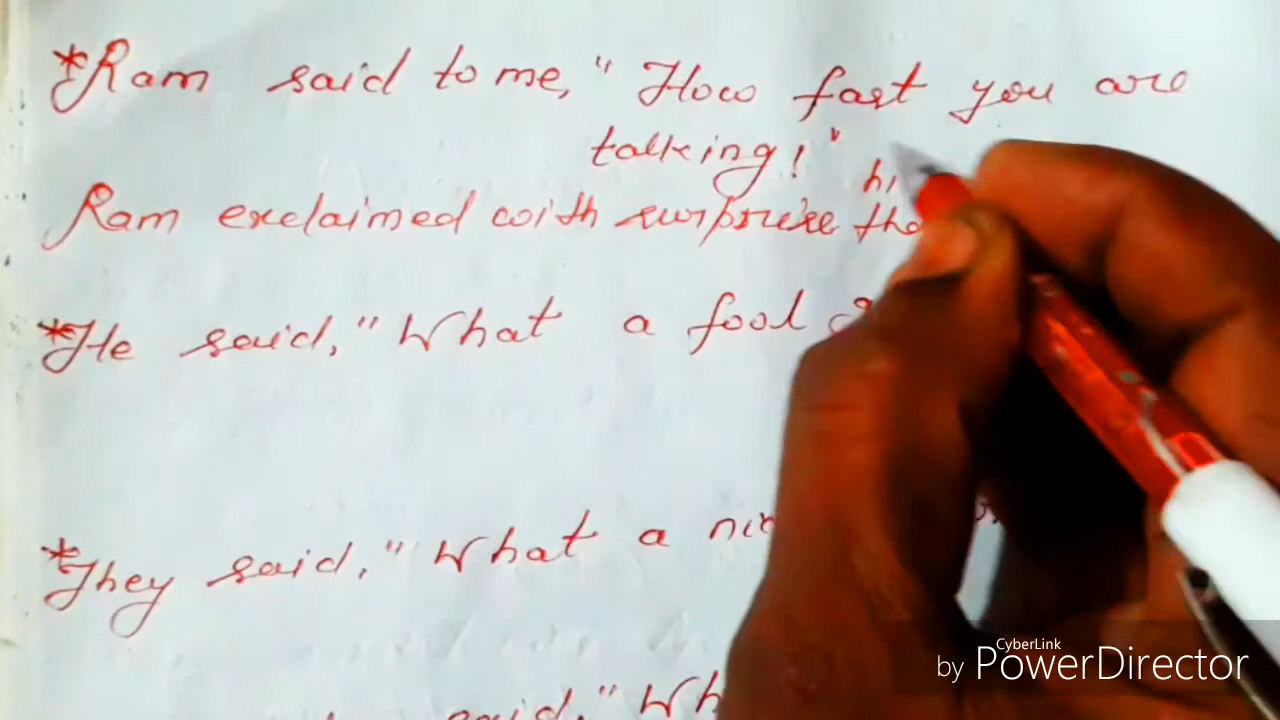 *Ram said to me, " How fast you are
talking! "
Ram exclaimed with surprise
*He said, " What a fool
*They said, " What a
said, "
CyberLink
by PowerDirector